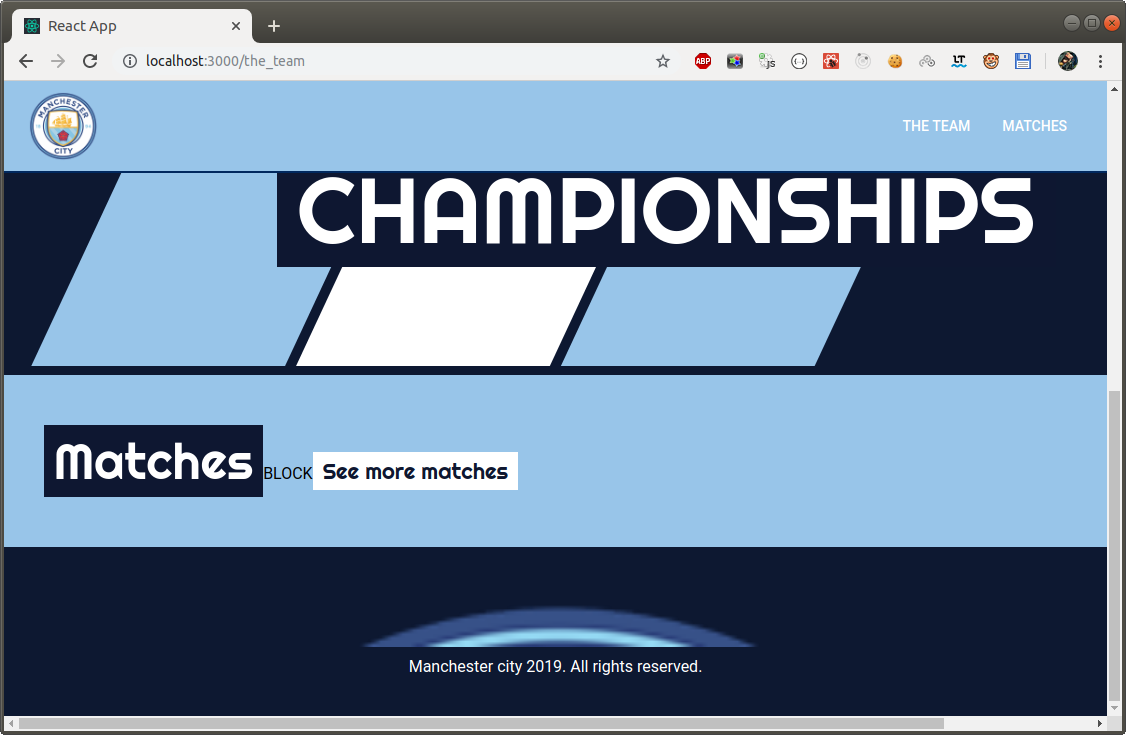 React App
localhost:3000/the_team
ABP
js
LT
MANCHESTER
CITY
THE TEAM MATCHES
CHAMPIONSHIPS
Matches BLOCK See more matches
Manchester city 2019. All rights reserved.